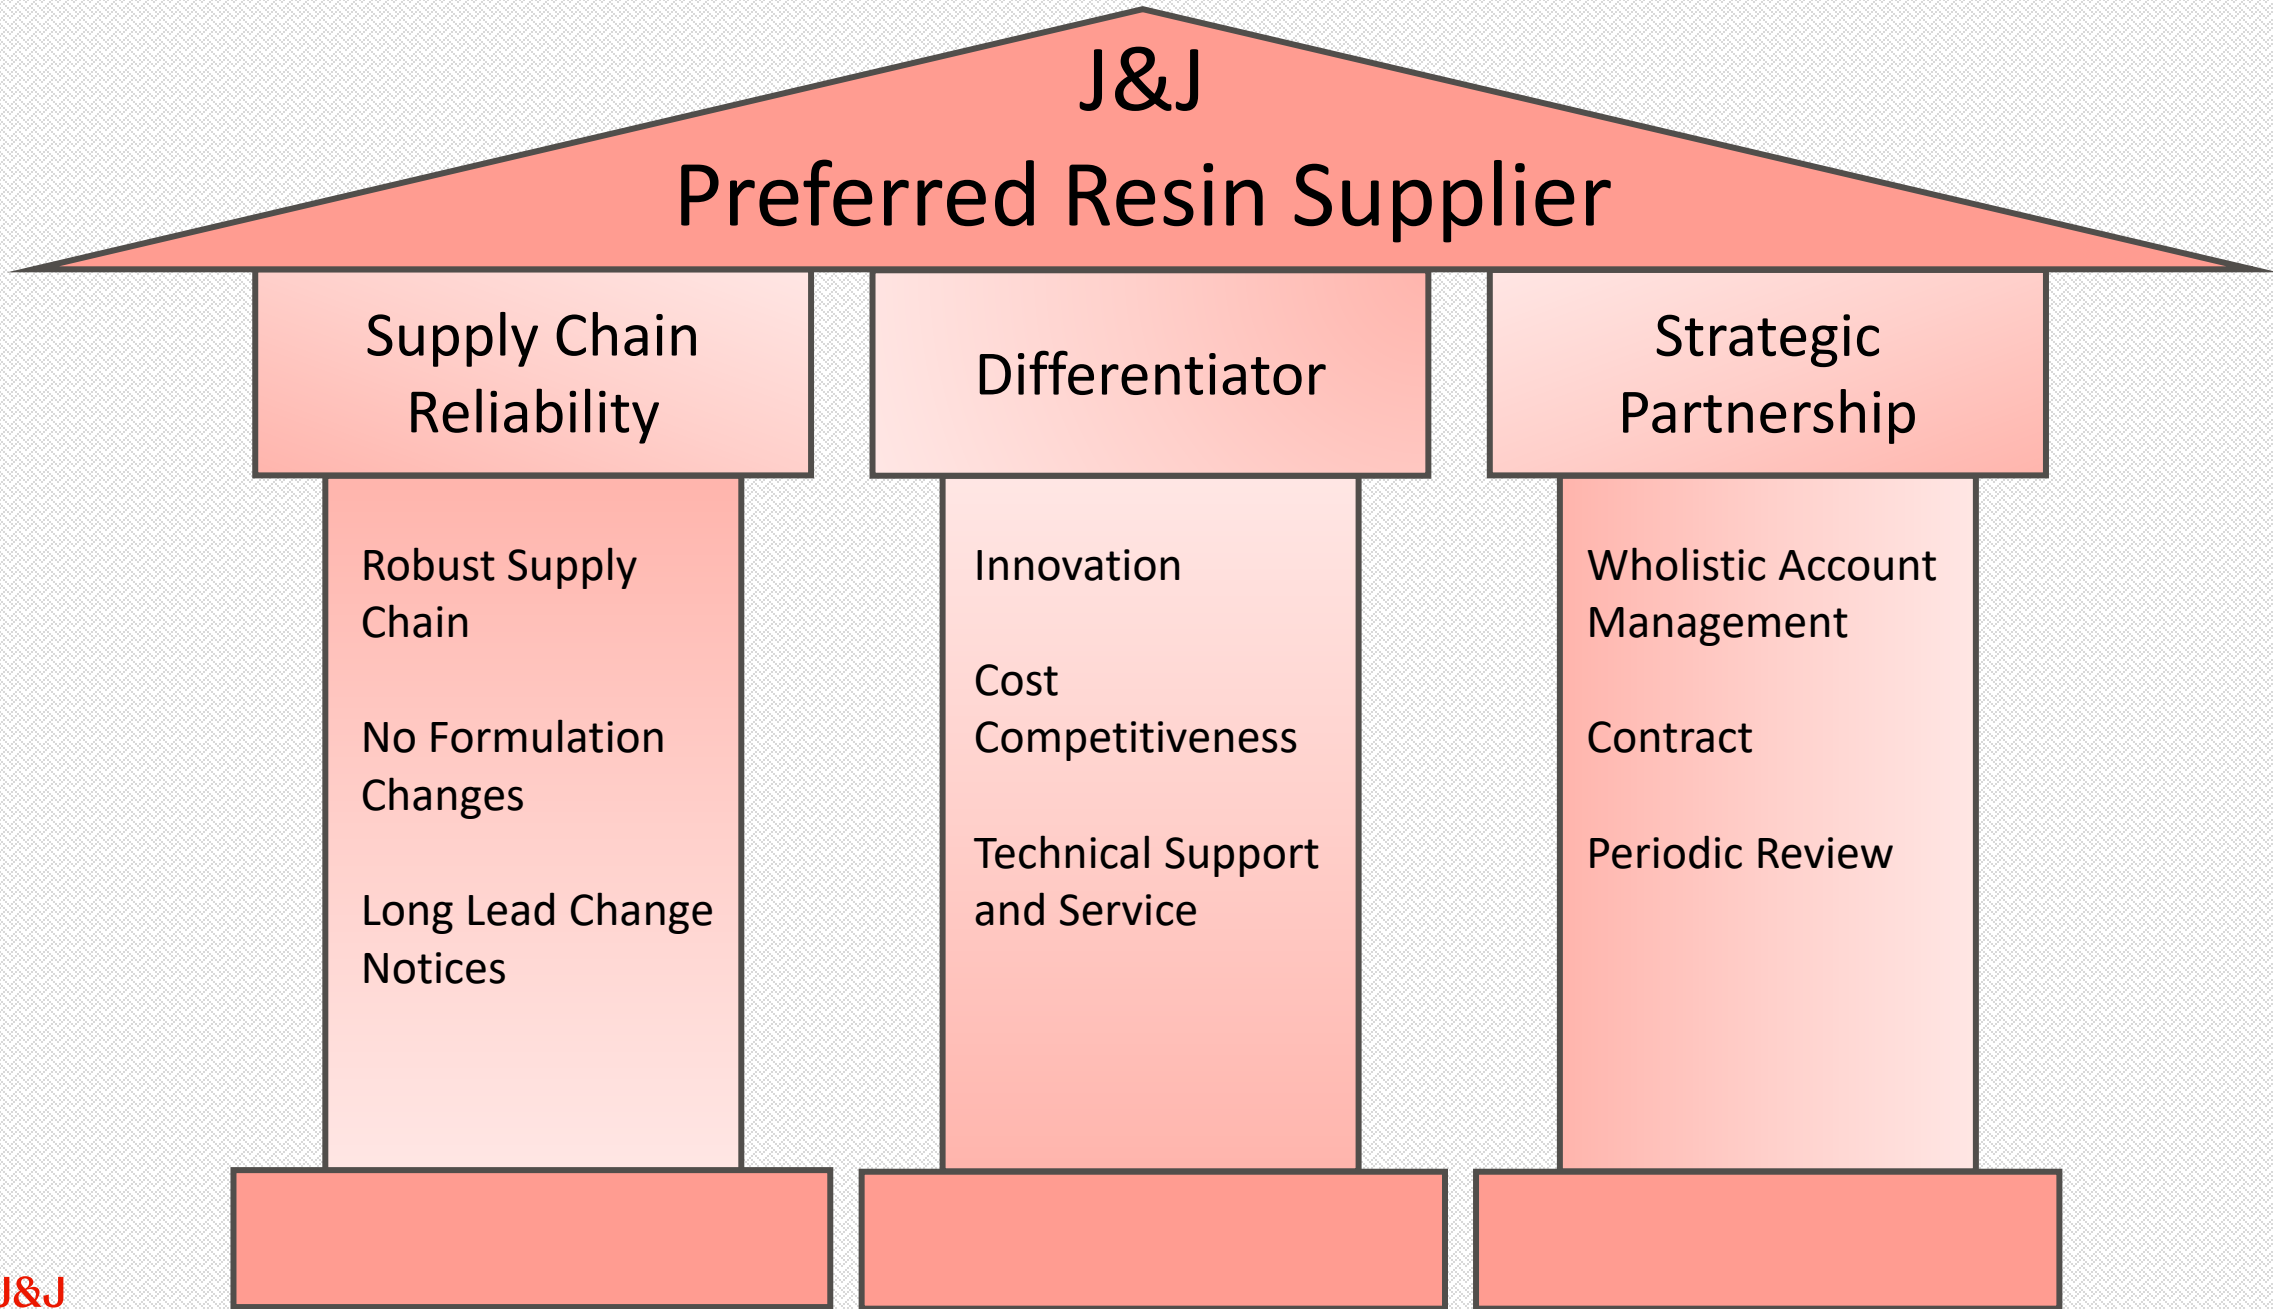 J&J
Preferred Resin Supplier
Supply Chain
Reliability
Differentiator
Strategic
Partnership
Robust Supply
Chain
No Formulation
Changes
Long Lead Change
Notices
Innovation
Cost
Competitiveness
Technical Support
and Service
Wholistic Account
Management
Contract
Periodic Review
J&J